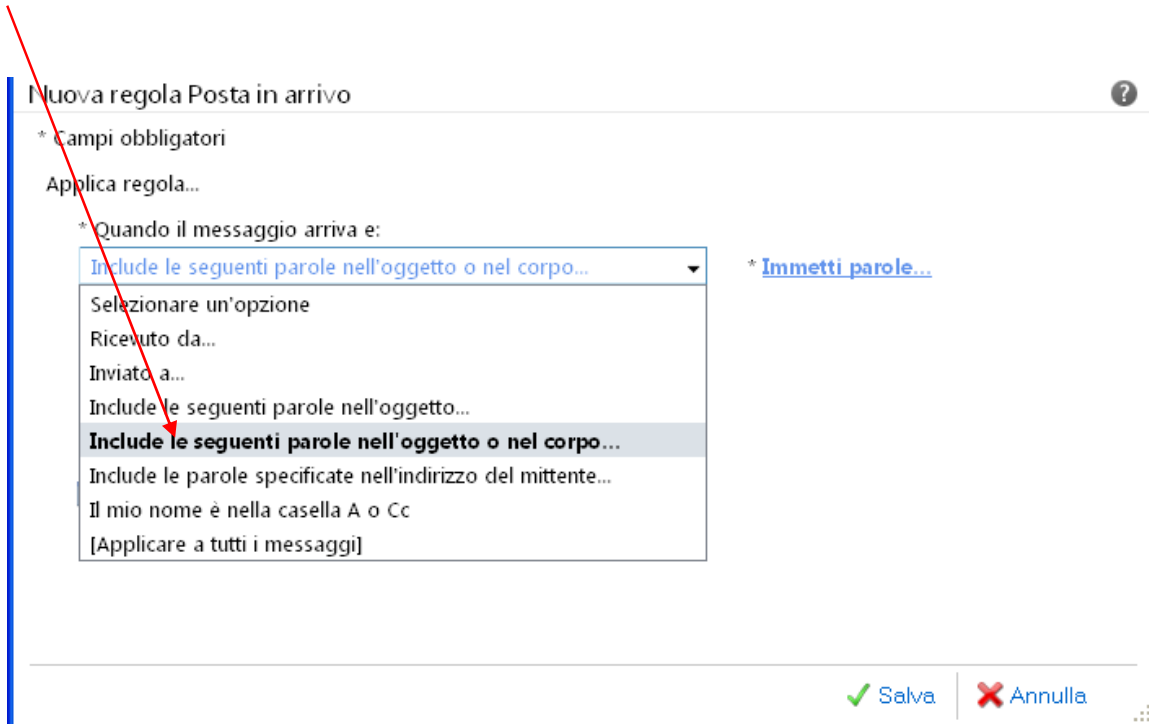 Nuova regola Posta in arrivo
* Campi obbligatori
Applica regola...
* Quando il messaggio arriva e:
Include le seguenti parole nell'oggetto o nel corpo... * Immetti parole...
Selezionare un'opzione
Ricevuto da...
Inviato a...
Include le seguenti parole nell'oggetto...
Include le seguenti parole nell'oggetto o nel corpo...
Include le parole specificate nell'indirizzo del mittente...
Il mio nome è nella casella A o Cc
[Applicare a tutti i messaggi]
Salva Annulla